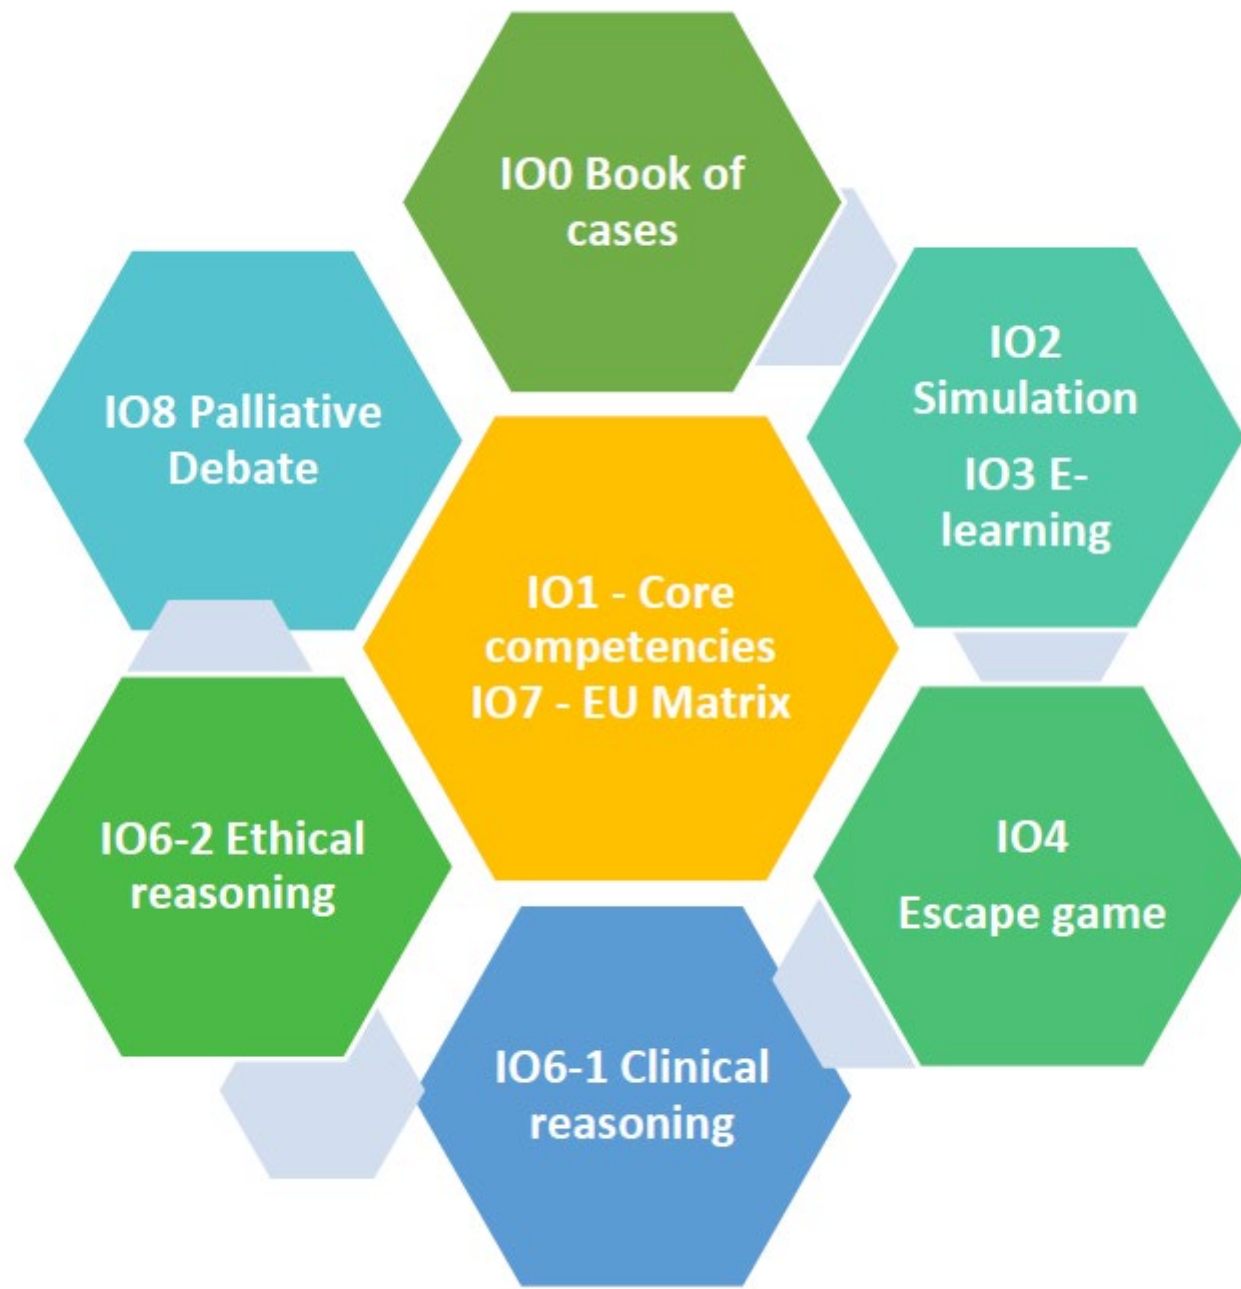 IO0 Book of
cases
IO2
Simulation
IO3 E-
learning
IO8 Palliative
Debate
IO1 - Core
competencies
IO7 - EU Matrix
IO4
Escape game
IO6-2 Ethical
reasoning
IO6-1 Clinical
reasoning